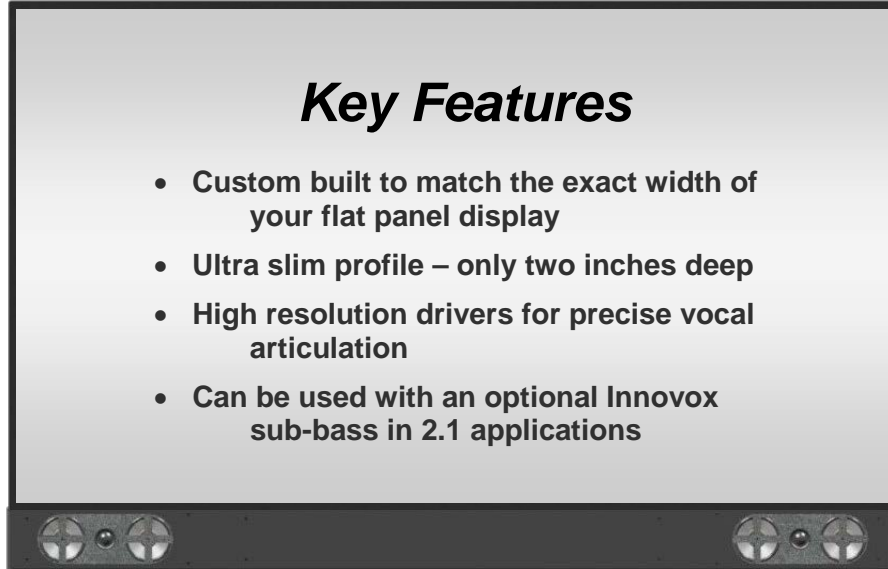 Key Features
• Custom built to match the exact width of
your flat panel display
• Ultra slim profile – only two inches deep
• High resolution drivers for precise vocal
articulation
• Can be used with an optional Innovox
sub-bass in 2.1 applications